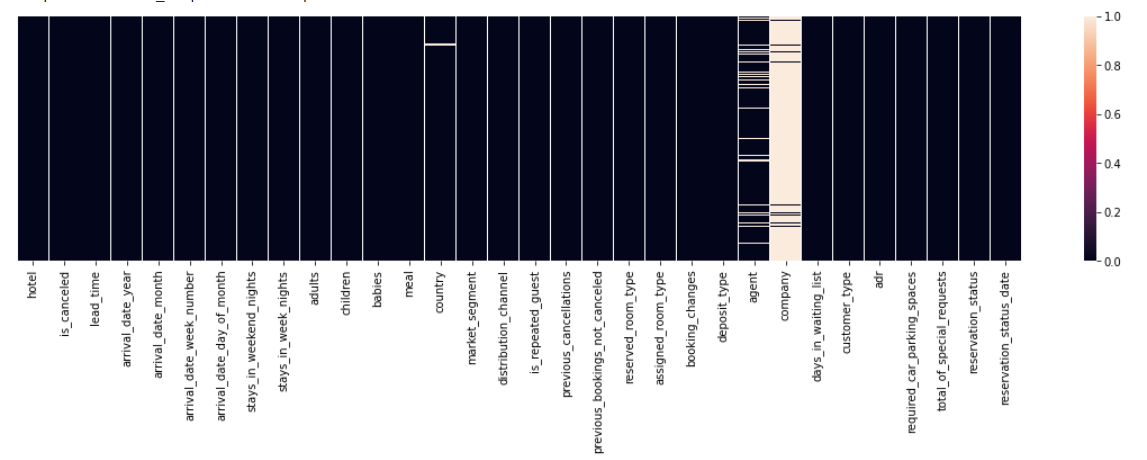 1.0
0.8
0.6
0.4
0.2
0.0
hotel
is_canceled
lead_time
arrival_date_year
arrival_date_month
arrival_date_week_number
arrival_date_day_of_month
stays_in_weekend_nights
stays_in_week_nights
adults
children
babies
meal
country
market_segment
distribution_channel
is_repeated_guest
previous_cancellations
previous_bookings_not_canceled
reserved_room_type
assigned_room_type
booking_changes
deposit_type
agent
company
days_in_waiting_list
customer_type
adr
required_car_parking_spaces
total_of_special_requests
reservation_status
reservation_status_date